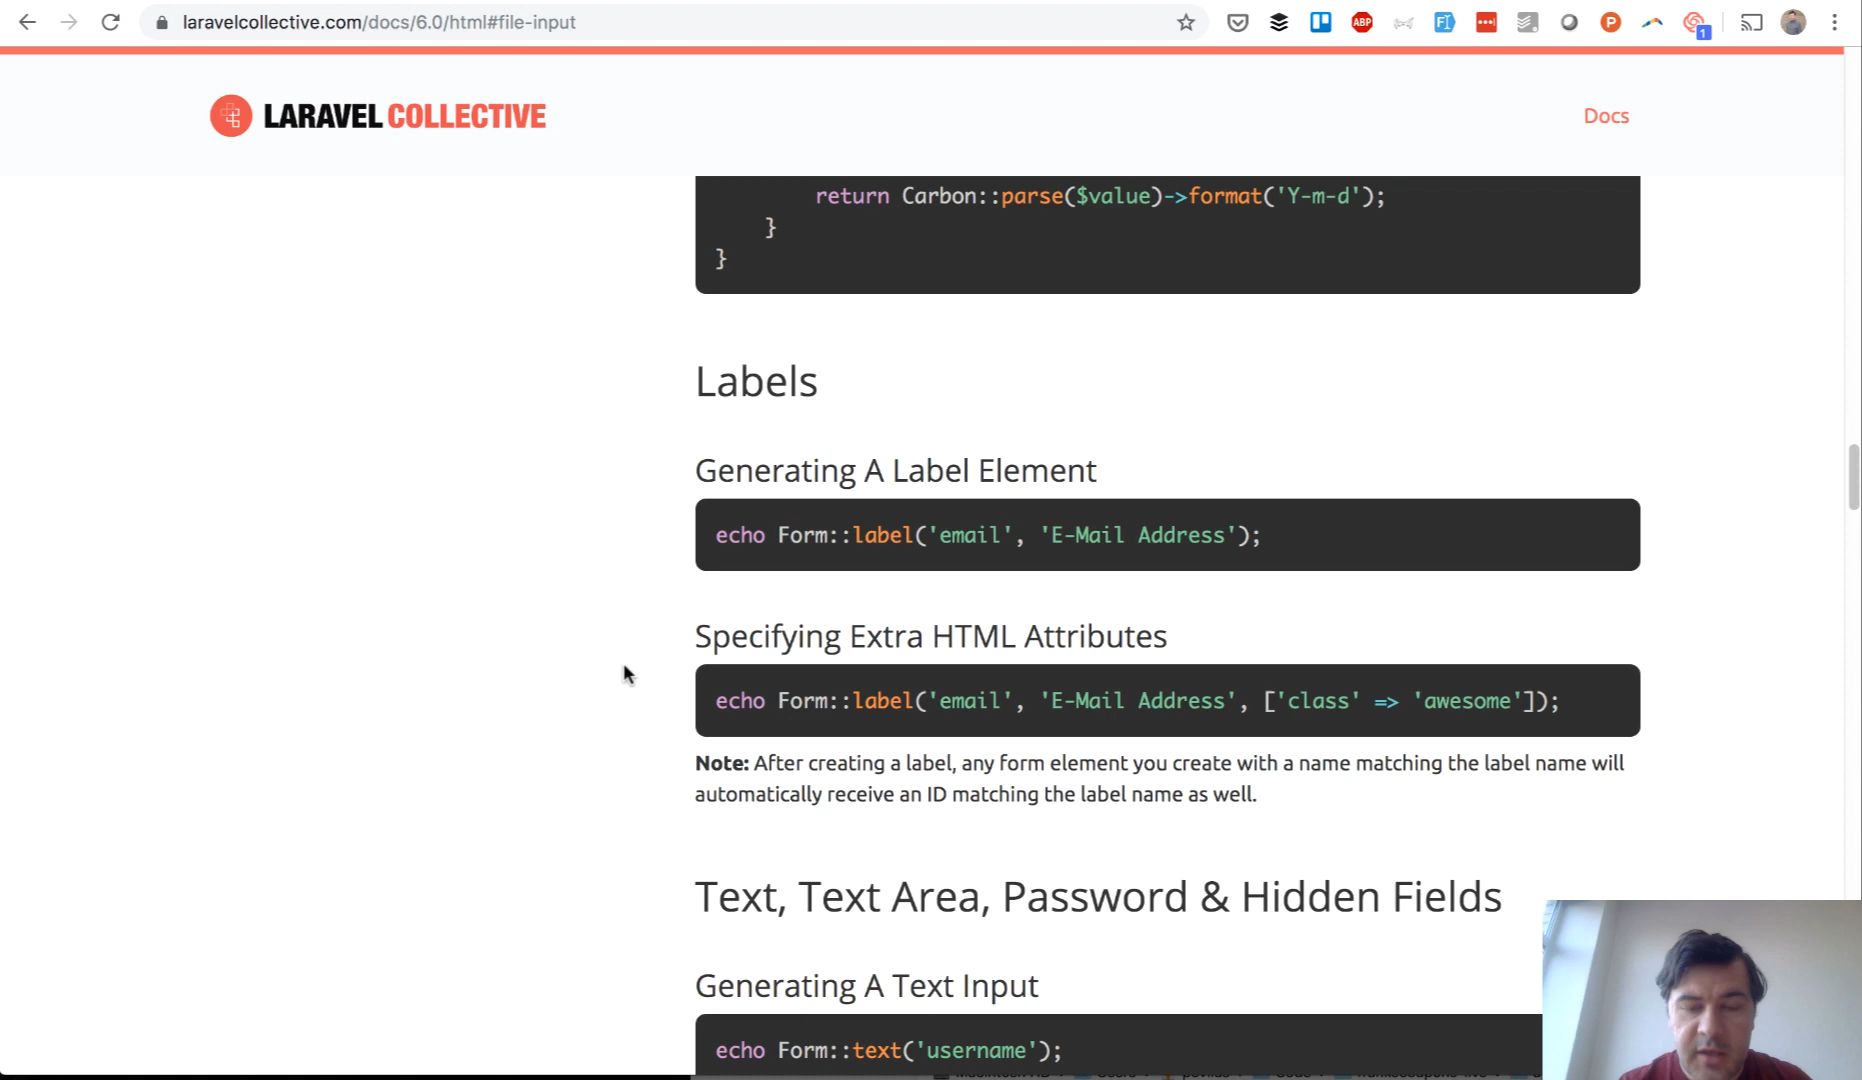 laravelcollective.com/docs/6.0/html#file-input
ABP
P
1
LARAVEL COLLECTIVE
Docs
return Carbon::parse($value)->format('Y-m-d');
}
}
Labels
Generating A Label Element
echo Form::label('email', 'E-Mail Address');
Specifying Extra HTML Attributes
echo Form::label('email', 'E-Mail Address', ['class' => 'awesome']);
Note: After creating a label, any form element you create with a name matching the label name will
automatically receive an ID matching the label name as well.
Text, Text Area, Password & Hidden Fields
Generating A Text Input
echo Form::text('username');